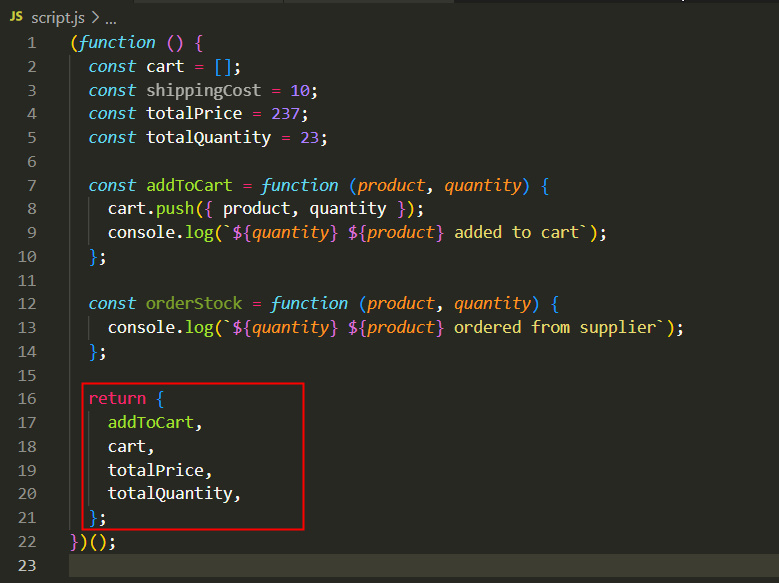 JS script.js > ...
1 (function () {
2 const cart = [];
3 const shippingCost = 10;
4 const totalPrice = 237;
5 const totalQuantity = 23;
6
7 const addToCart = function (product, quantity) {
8 cart.push({ product, quantity });
9 console.log(`${quantity} ${product} added to cart`);
10 };
11
12 const orderStock = function (product, quantity) {
13 console.log(`${quantity} ${product} ordered from supplier`);
14 };
15
16 return {
17 addToCart,
18 cart,
19 totalPrice,
20 totalQuantity,
21 };
22 })();
23